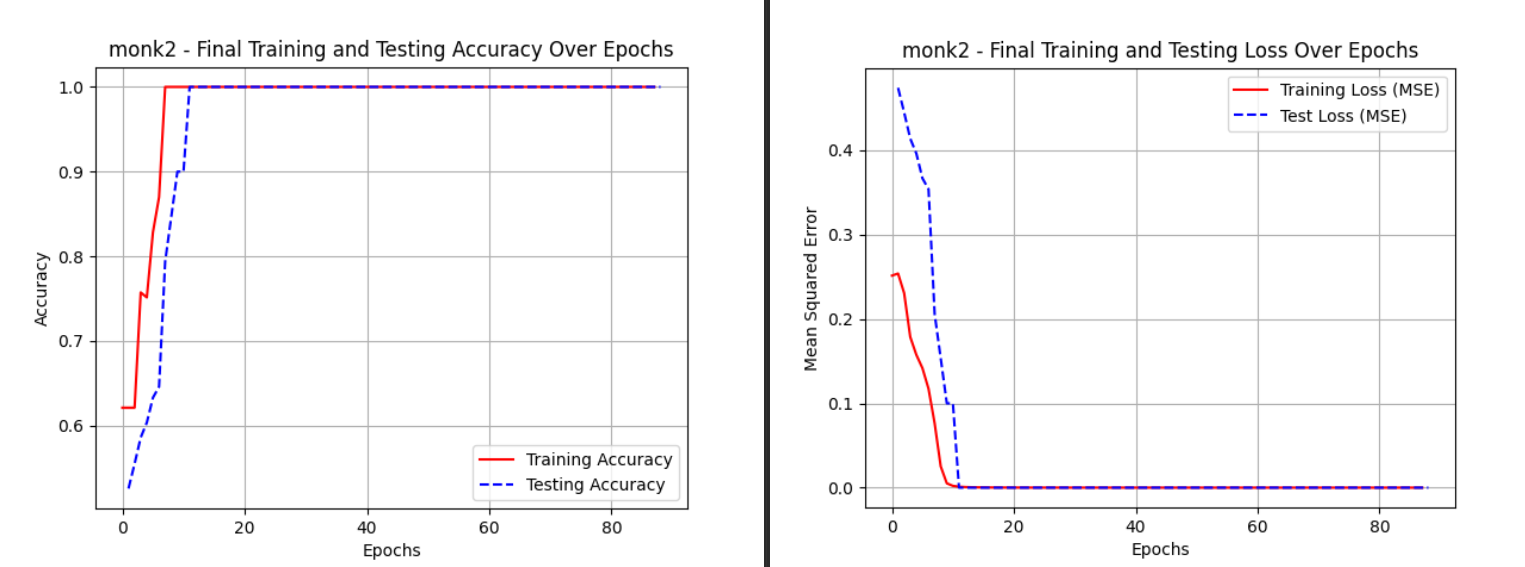 monk2 - Final Training and Testing Accuracy Over Epochs
1.0
0.9
0.8
0.7
0.6
Accuracy
Training Accuracy
Testing Accuracy
0
20
40
60
80
Epochs
monk2 - Final Training and Testing Loss Over Epochs
Training Loss (MSE)
Test Loss (MSE)
0.4
0.3
0.2
0.1
0.0
Mean Squared Error
0
20
40
60
80
Epochs